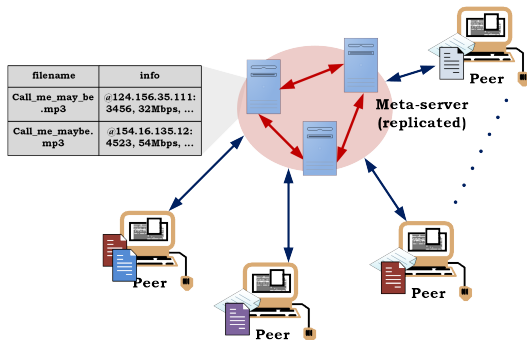 filename info
Call_me_may_be @124.156.35.111:
.mp3 3456, 32Mbps, ...
Call_me_maybe. @154.16.135.12:
mp3 4523, 54Mbps, ...
Peer
Meta-server
(replicated)
Peer
Peer
Peer